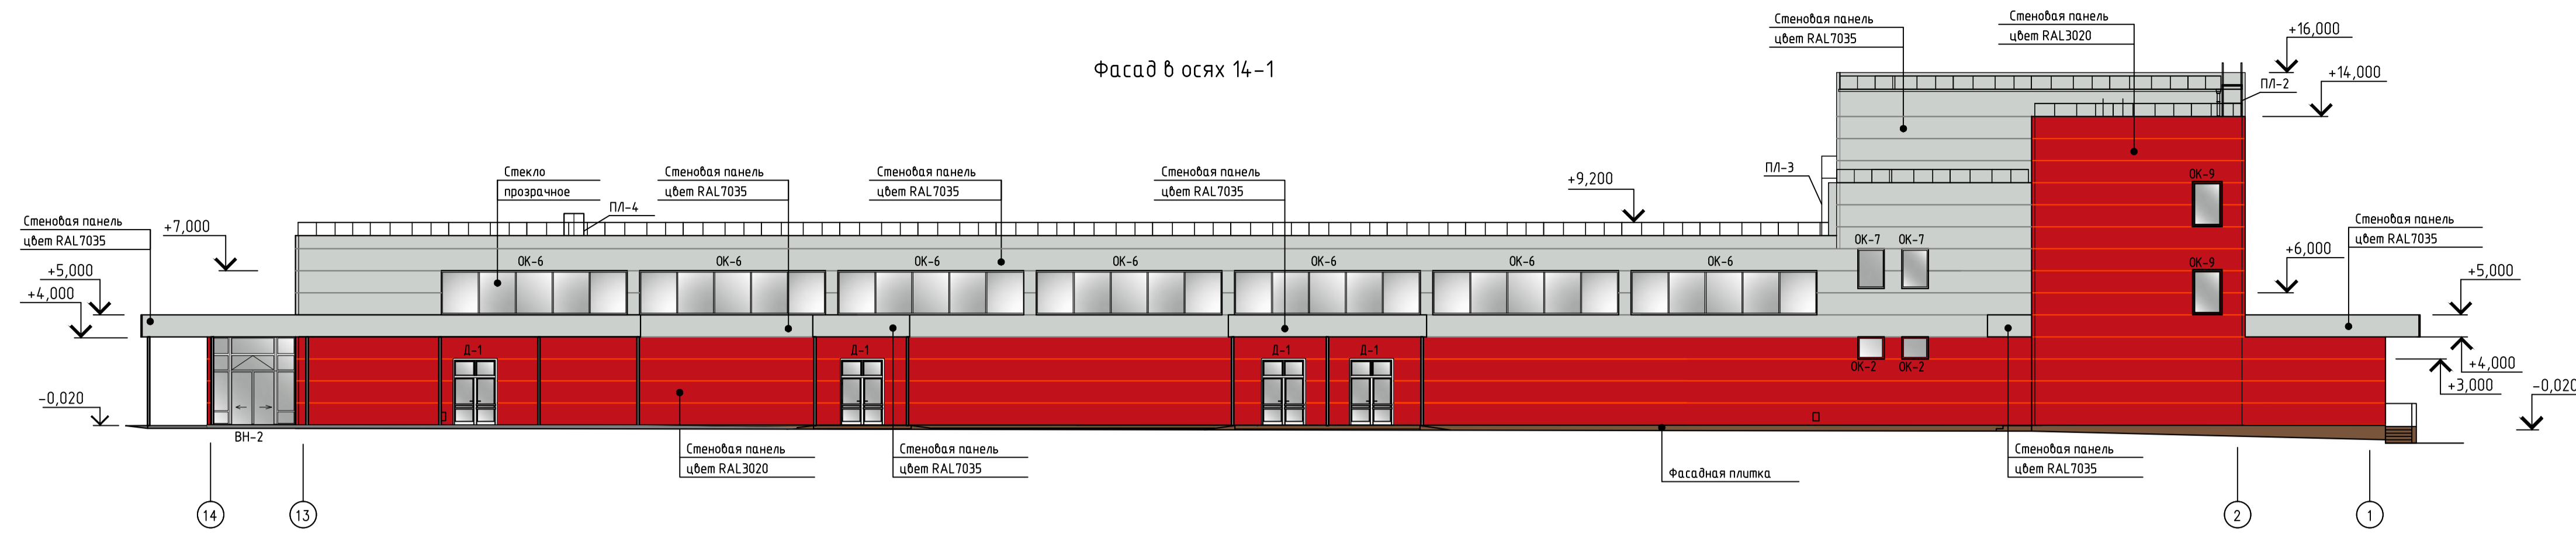 Фасад в осях 14-1
Стеновая панель
цвет RAL7035
Стеновая панель
цвет RAL3020
+16,000
+14,000
ПЛ-2
Стекло
прозрачное
ПЛ-4
Стеновая панель
цвет RAL7035
Стеновая панель
цвет RAL7035
Стеновая панель
цвет RAL7035
+9,200
ПЛ-3
ОК-9
Стеновая панель
цвет RAL7035
+7,000
+5,000
+4,000
-0,020
ОК-6
ОК-6
ОК-6
ОК-6
ОК-6
ОК-6
ОК-6
ОК-7
ОК-7
ОК-9
+6,000
Стеновая панель
цвет RAL7035
+5,000
+4,000
+3,000
-0,020
Д-1
Д-1
Д-1
Д-1
ОК-2
ОК-2
ВН-2
Стеновая панель
цвет RAL3020
Стеновая панель
цвет RAL7035
Фасадная плитка
Стеновая панель
цвет RAL7035
14
13
2
1